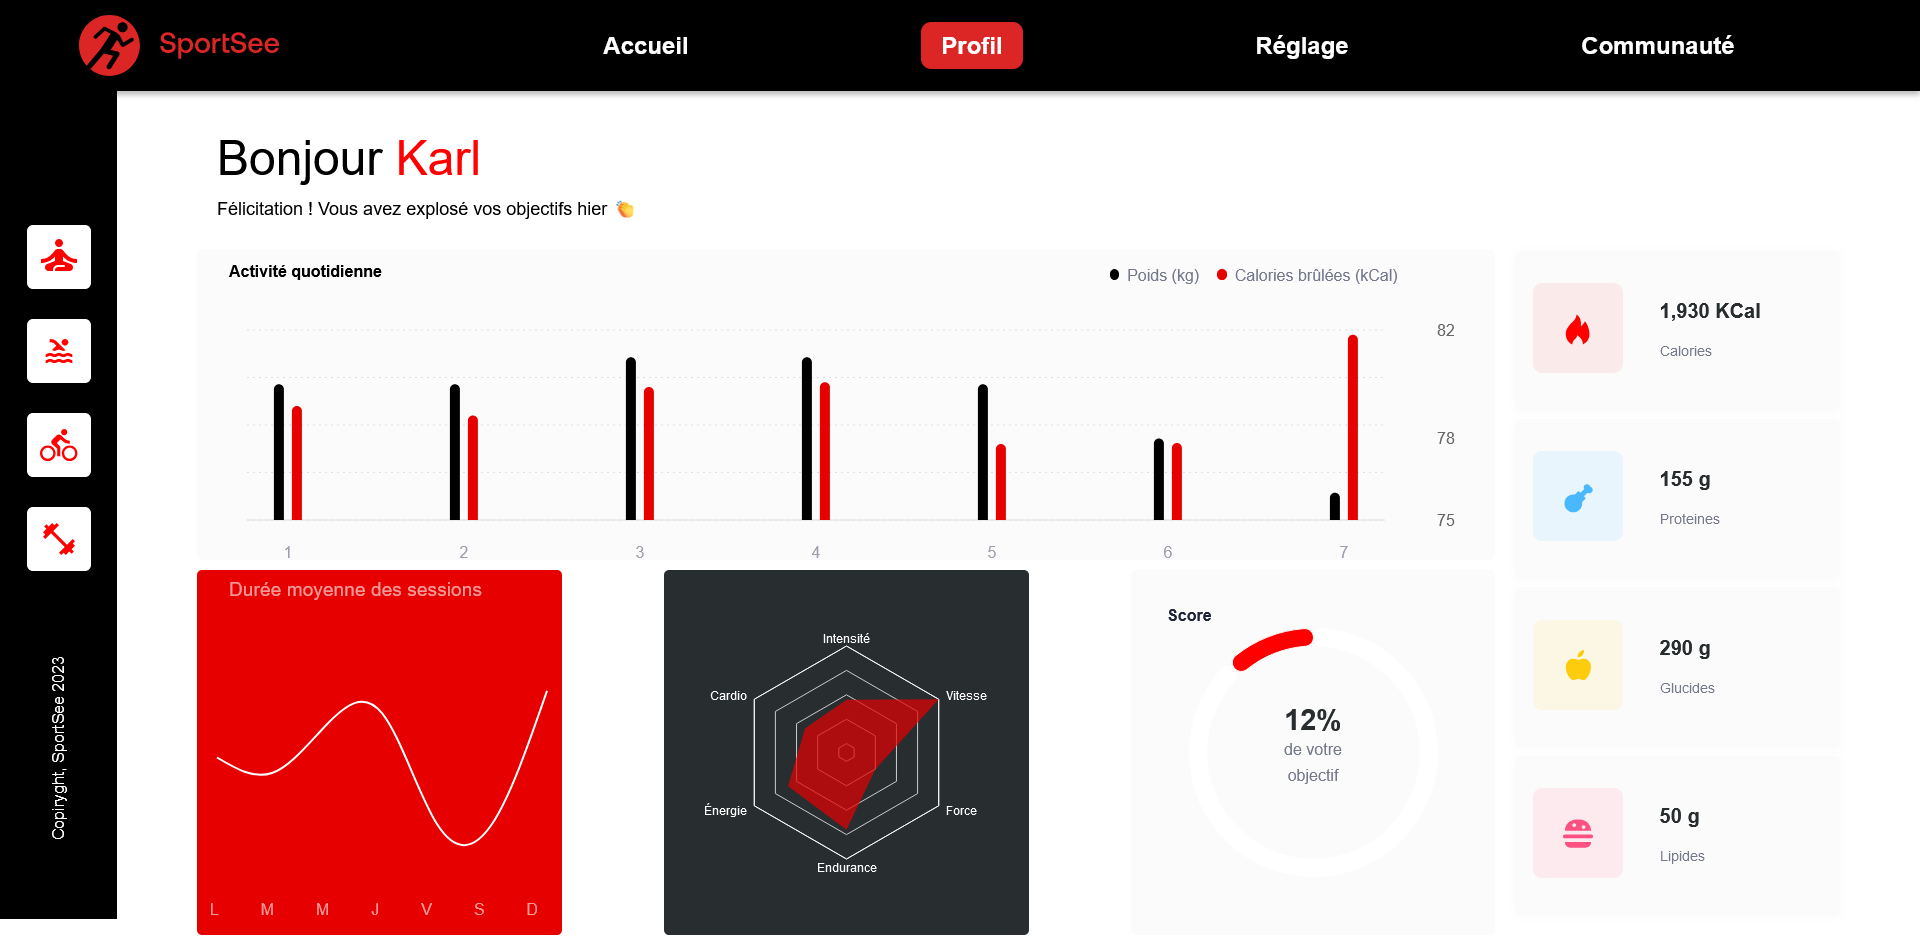 SportSee
Accueil
Profil
Réglage
Communauté
Bonjour Karl
Félicitation ! Vous avez explosé vos objectifs hier 👏
Activité quotidienne
Poids (kg)
Calories brûlées (kCal)
82
78
75
1
2
3
4
5
6
7
1,930 KCal
Calories
155 g
Proteines
290 g
Glucides
50 g
Lipides
Durée moyenne des sessions
L
M
M
J
V
S
D
Intensité
Vitesse
Force
Endurance
Énergie
Cardio
Score
12%
de votre
objectif
Copiryght, SportSee 2023